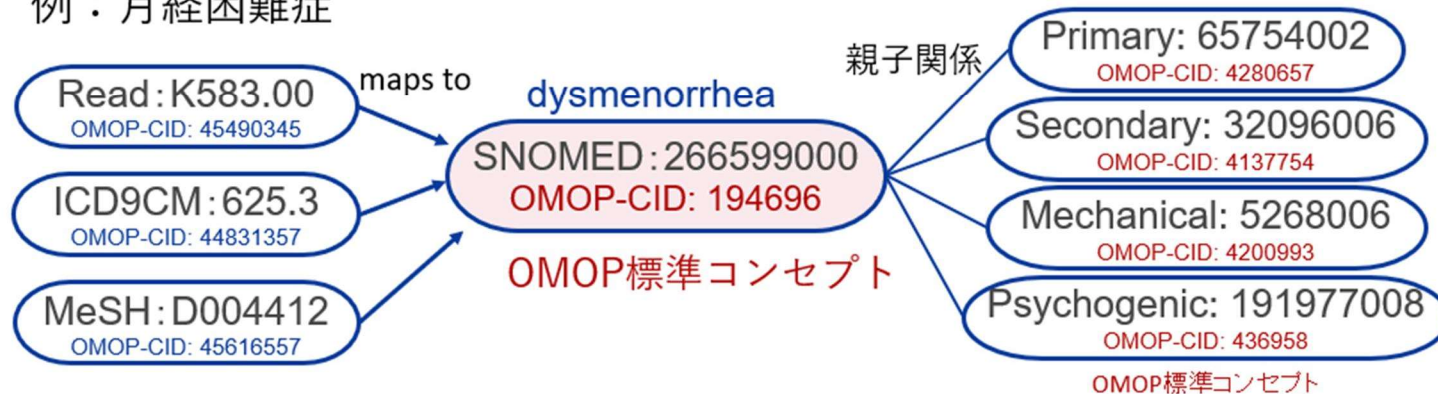 例：月経困難症
Read：K583.00
OMOP-CID: 45490345
ICD9CM：625.3
OMOP-CID: 44831357
MeSH：D004412
OMOP-CID: 45616557
maps to
dysmenorrhea
SNOMED：266599000
OMOP-CID: 194696
OMOP標準コンセプト
親子関係
Primary: 65754002
OMOP-CID: 4280657
Secondary: 32096006
OMOP-CID: 4137754
Mechanical: 5268006
OMOP-CID: 4200993
Psychogenic: 191977008
OMOP-CID: 436958
OMOP標準コンセプト